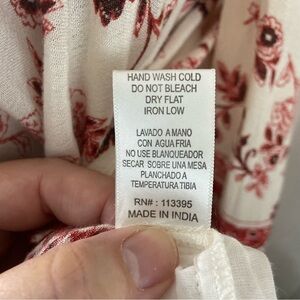 HAND WASH COLD
DO NOT BLEACH
DRY FLAT
IRON LOW
LAVADO A MANO
CON AGUA FRIA
NO USE BLANQUEADOR
SECAR SOBRE UNA MESA
PLANCHADO A
TEMPERATURA TIBIA
RN# : 113395
MADE IN INDIA